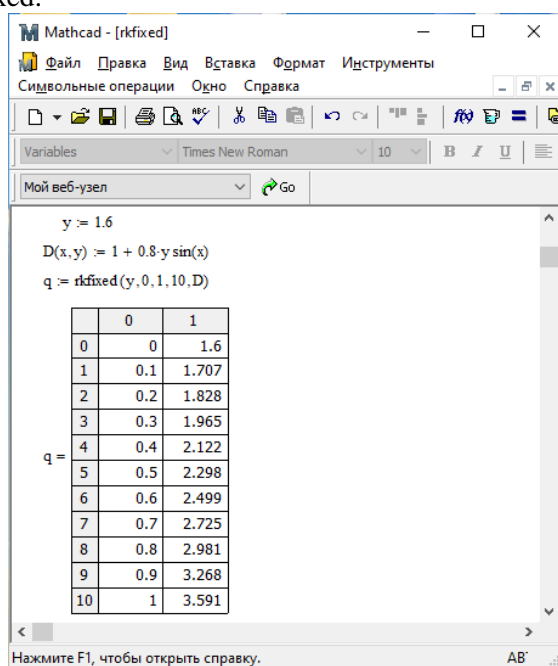 xed.
Mathcad - [rkfixed]
Файл Правка Вид Вставка Формат Инструменты
Символьные операции Окно Справка
Variables Times New Roman 10 B I U
Мой веб-узел Go
y := 1.6
D(x,y) := 1 + 0.8·y sin(x)
q := rkfixed(y,0,1,10,D)
0 1
0 0 1.6
1 0.1 1.707
2 0.2 1.828
3 0.3 1.965
4 0.4 2.122
q =
5 0.5 2.298
6 0.6 2.499
7 0.7 2.725
8 0.8 2.981
9 0.9 3.268
10 1 3.591
Нажмите F1, чтобы открыть справку. АВ